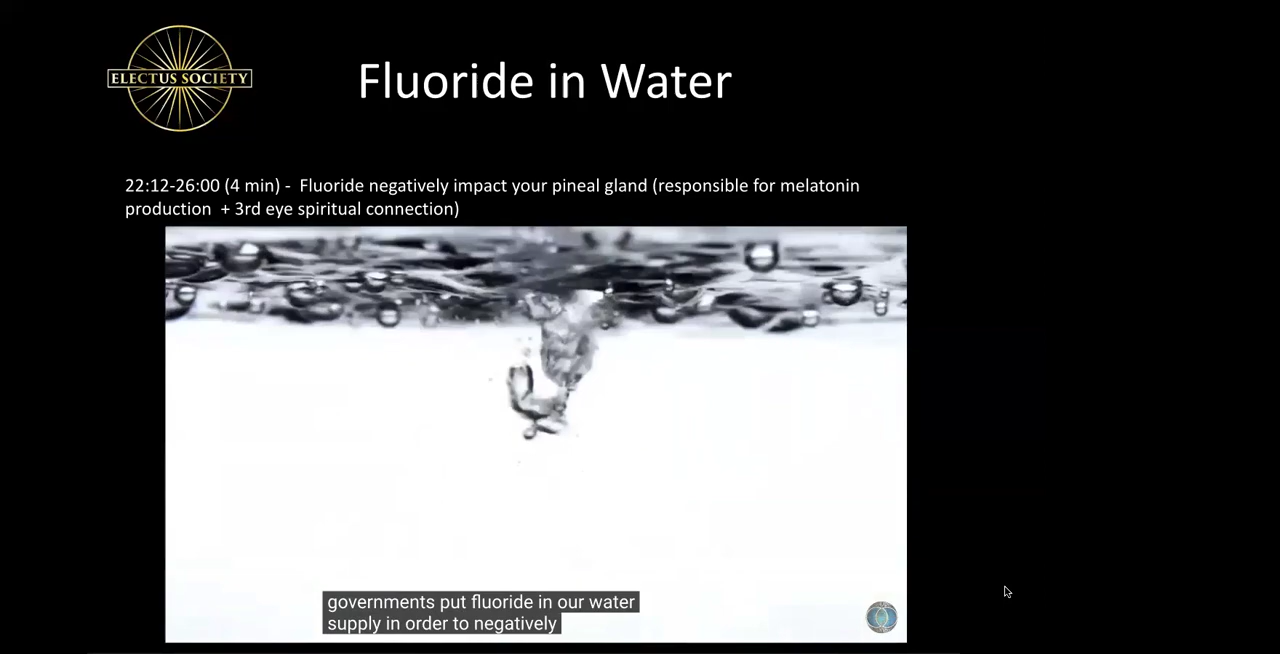 ELECTUS SOCIETY
Fluoride in Water
22:12-26:00 (4 min) - Fluoride negatively impact your pineal gland (responsible for melatonin
production + 3rd eye spiritual connection)
governments put fluoride in our water
supply in order to negatively